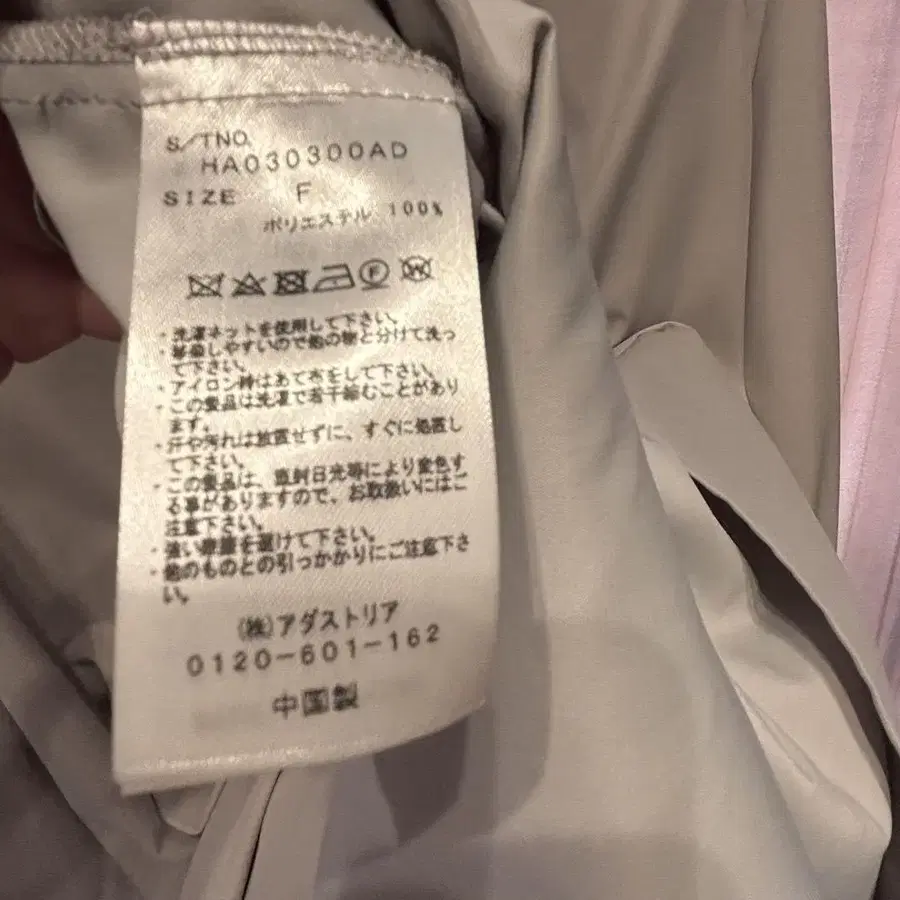 S/TNO.
HA030300AD
SIZE F
ポリエステル 100%
F
W
・洗濯ネットを使用して下さい。
・移染しやすいので他の物と分けて洗っ
て下さい。
・アイロン時はあて布をして下さい。
・この製品は洗濯で若干縮むことがあり
ます。
・汗や汚れは放置せずに、すぐに処置し
て下さい。
・この製品は、直射日光等により変色す
る事がありますので、お取扱いにはご
注意下さい。
・強い摩擦を避けて下さい。
・他のものとの引っかかりにご注意下さ
い。
(株)アダストリア
0120-601-162
中国製